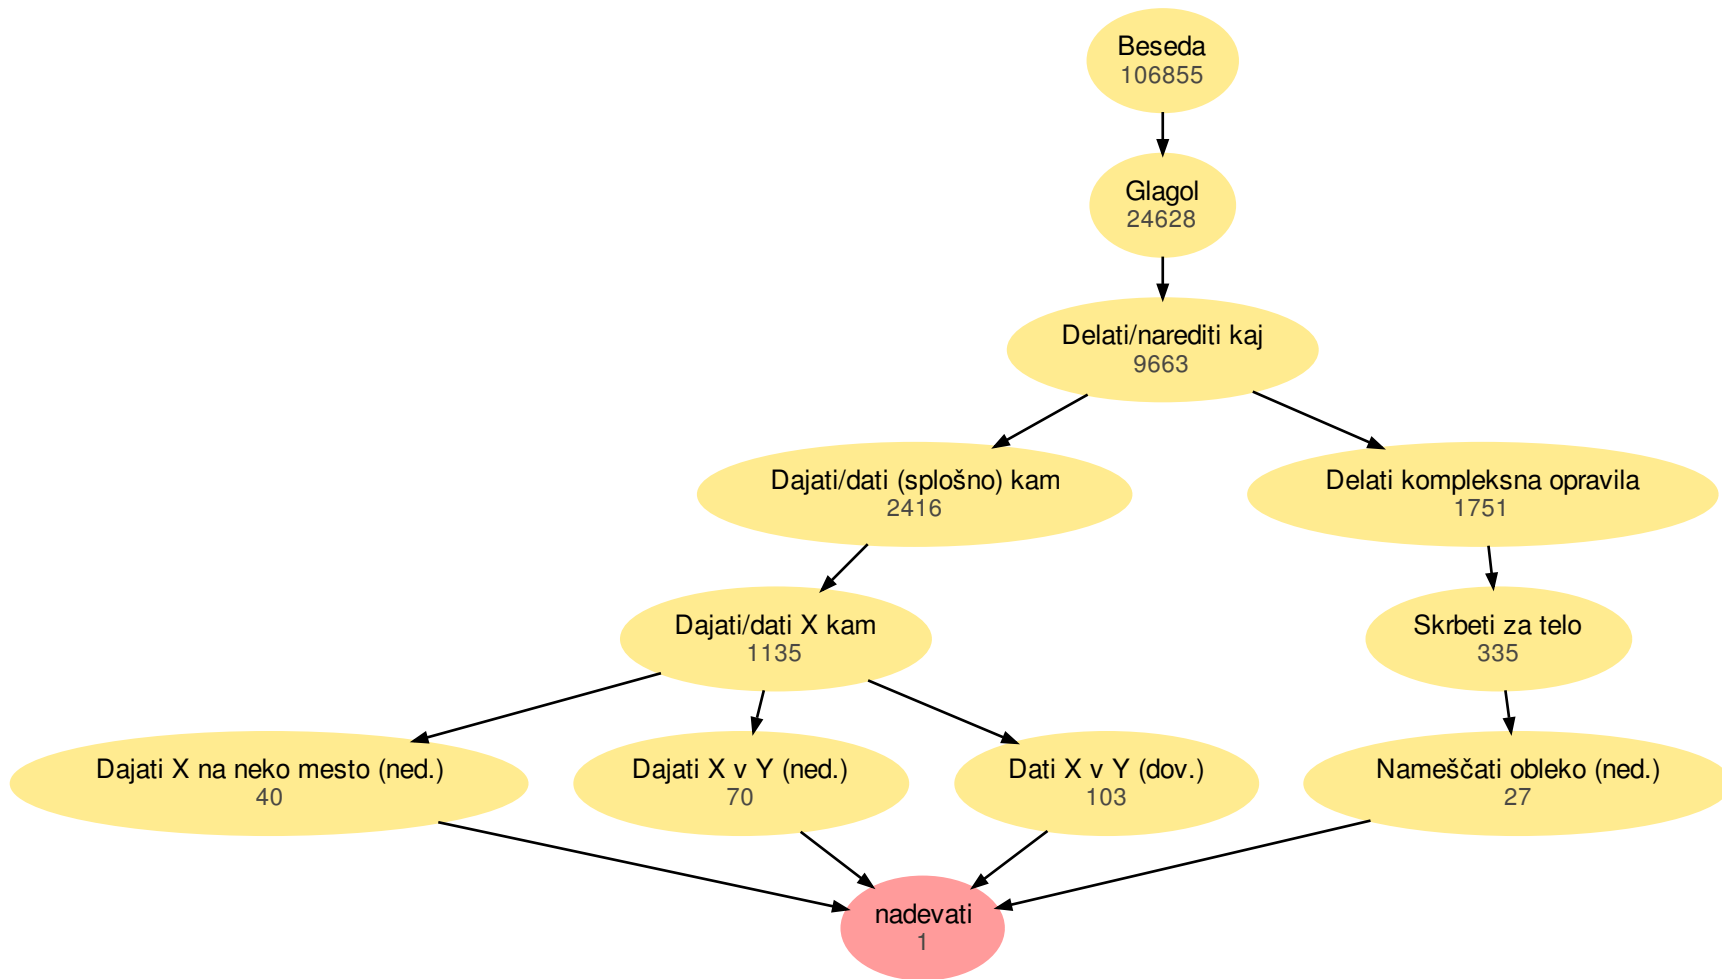 Beseda
106855
Glagol
24628
Delati/narediti kaj
9663
Dajati/dati (splošno) kam
2416
Delati kompleksna opravila
1751
Dajati/dati X kam
1135
Skrbeti za telo
335
Dajati X na neko mesto (ned.)
40
Dajati X v Y (ned.)
70
Dati X v Y (dov.)
103
Nameščati obleko (ned.)
27
nadevati
1